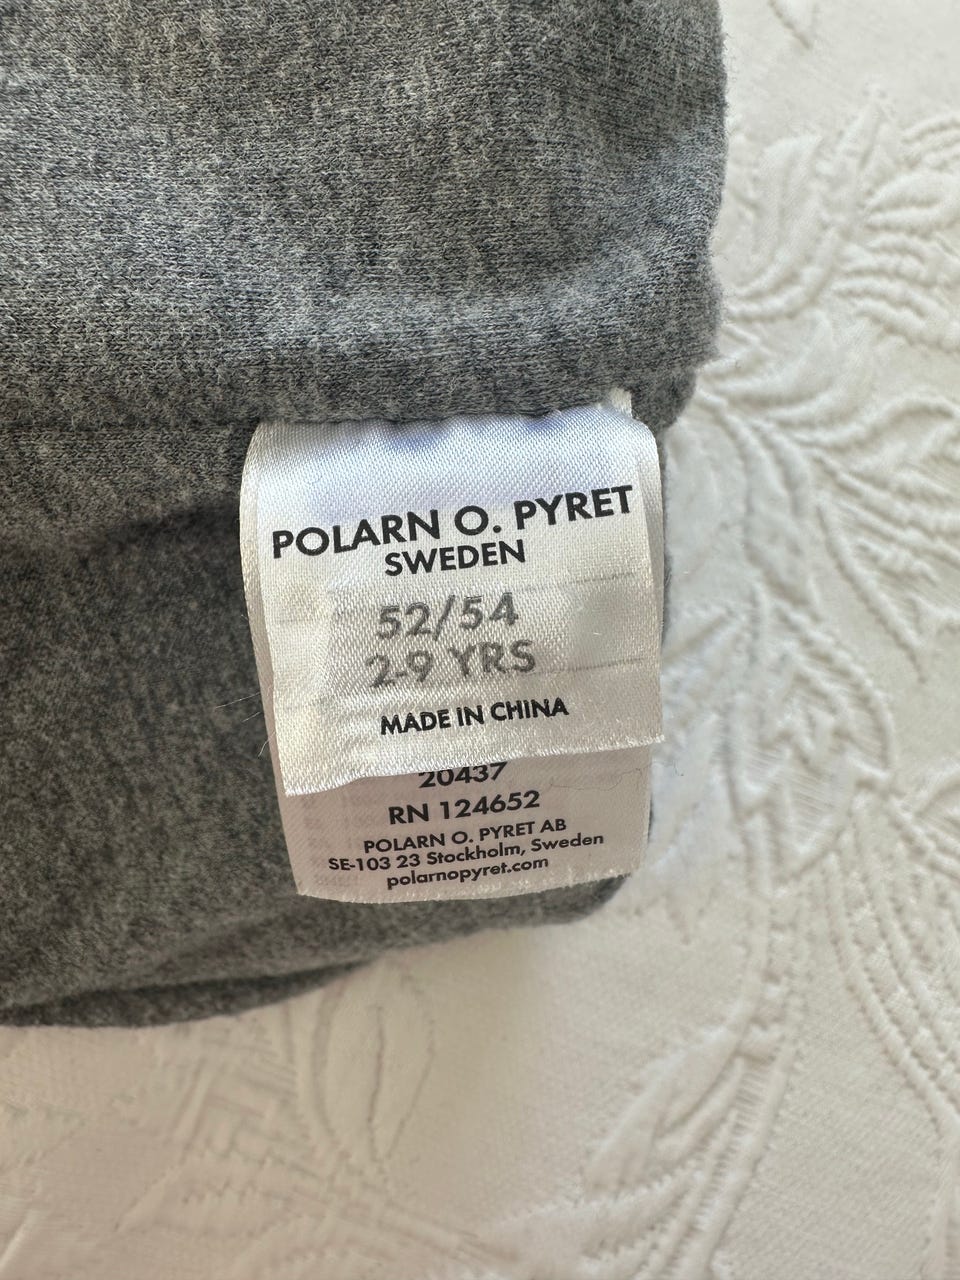 POLARN O. PYRET
SWEDEN
52/54
2-9 YRS
MADE IN CHINA
20437
RN 124652
POLARN O. PYRET AB
SE-103 23 Stockholm, Sweden
polarnopyret.com